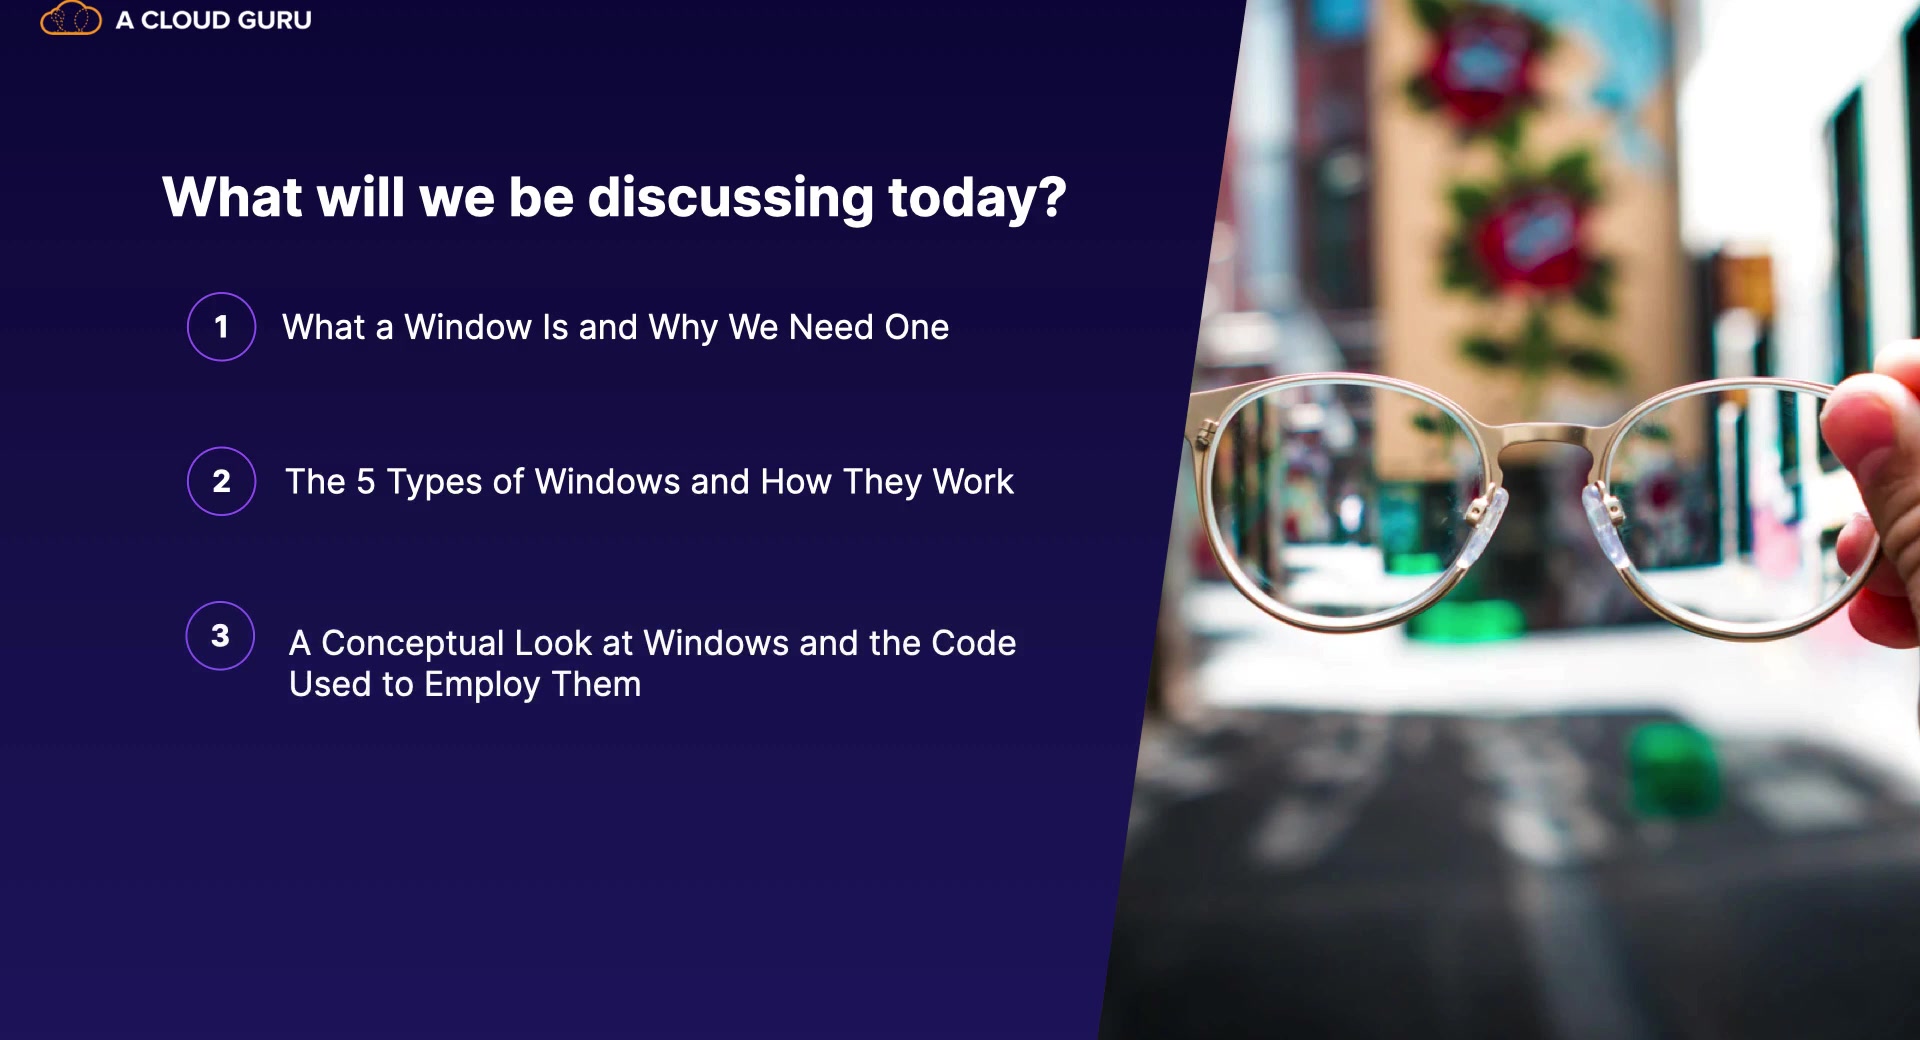 A CLOUD GURU
What will we be discussing today?
1 What a Window Is and Why We Need One
2 The 5 Types of Windows and How They Work
3 A Conceptual Look at Windows and the Code
Used to Employ Them